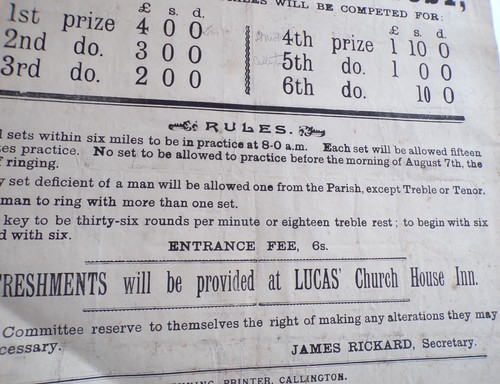 WILL BE COMPETED FOR:
£ s. d.
1st prize 4 0 0
2nd do. 3 0 0
3rd do. 2 0 0
£ s. d.
4th prize 1 10 0
5th do. 1 0 0
6th do. 10 0
RULES.
sets within six miles to be in practice at 8-0 a.m. Each set will be allowed fifteen
practice. No set to be allowed to practice before the morning of August 7th, the
ringing.
set deficient of a man will be allowed one from the Parish, except Treble or Tenor.
man to ring with more than one set.
key to be thirty-six rounds per minute or eighteen treble rest; to begin with six
with six.
ENTRANCE FEE, 6s.
FRESHMENTS will be provided at LUCAS' Church House Inn.
Committee reserve to themselves the right of making any alterations they may
cessary.
JAMES RICKARD, Secretary.
PRINTER, CALLINGTON.